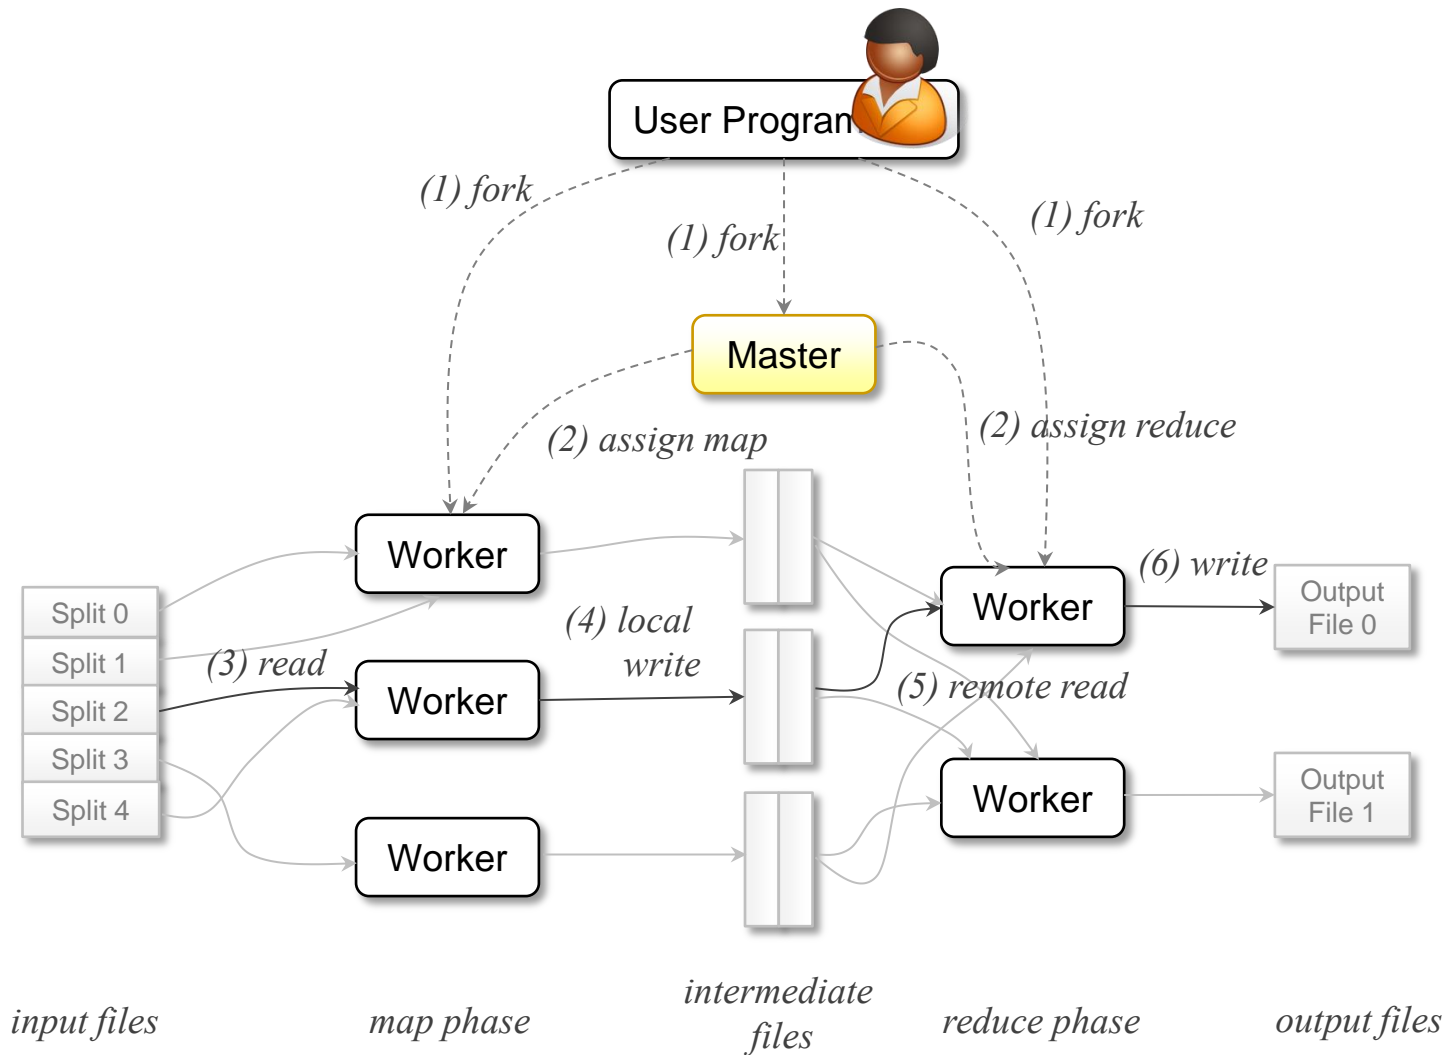 User Program
(1) fork
(1) fork
(1) fork
Master
(2) assign map
(2) assign reduce
Worker
(6) write
Split 0
Split 1
Split 2
Split 3
Split 4
(3) read
(4) local
write
Worker
Worker
Output
File 0
(5) remote read
Worker
Output
File 1
Worker
input files
map phase
intermediate
files
reduce phase
output files